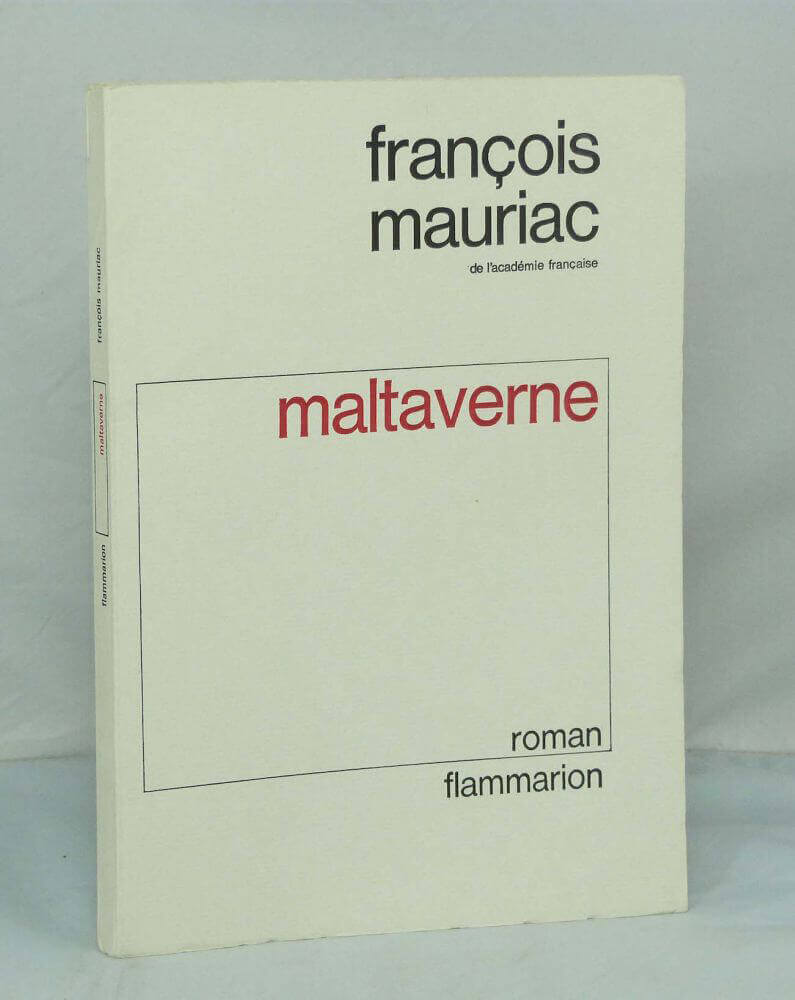 françois
mauriac
de l'académie française
maltaverne
roman
flammarion
françois mauriac
maltaverne
flammarion